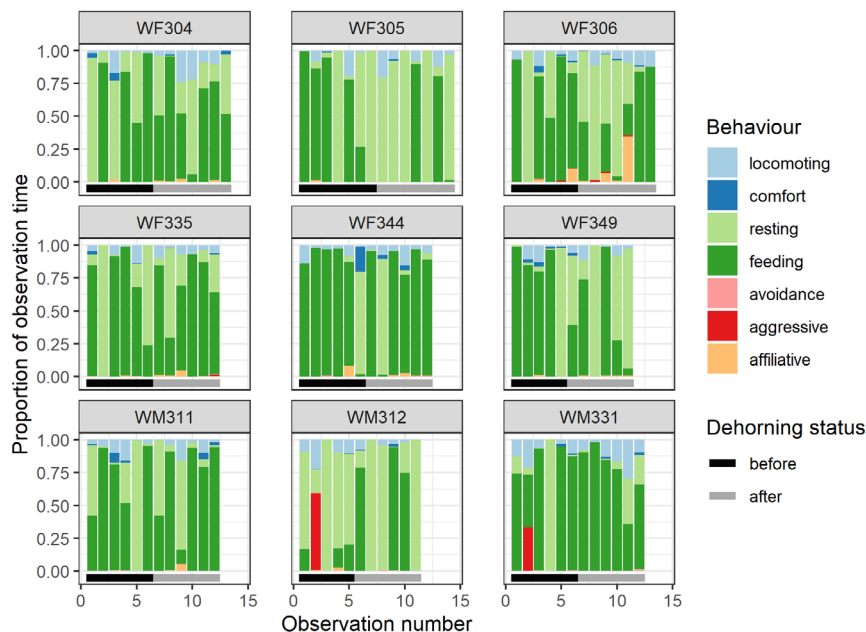 WF304 WF305 WF306
1.00
0.75
0.50
0.25
0.00
WF335 WF344 WF349
1.00
0.75
0.50
0.25
0.00
WM311 WM312 WM331
1.00
0.75
0.50
0.25
0.00
0 5 10 15 0 5 10 15 0 5 10 15
Proportion of observation time
Observation number
Behaviour
locomoting
comfort
resting
feeding
avoidance
aggressive
affiliative
Dehorning status
before
after